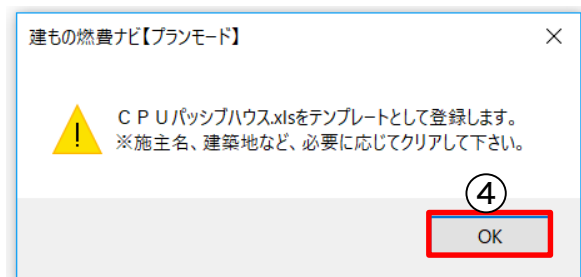 建もの燃費ナビ【プランモード】
ＣＰＵパッシブハウス.xlsをテンプレートとして登録します。
※施主名、建築地など、必要に応じてクリアして下さい。
④
OK